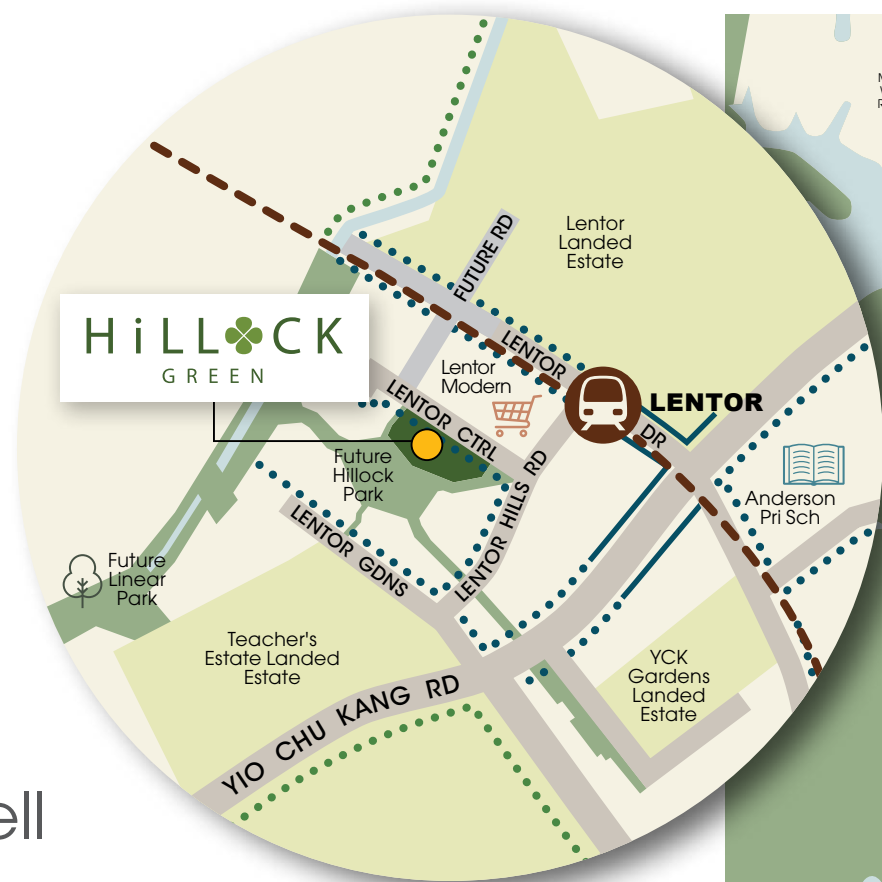 FUTURE RD
Lentor
Landed
Estate
HiLLCK
GREEN
LENTOR
DR
Lentor
Modern
LENTOR
LENTOR CTRL
Future
Hillock
Park
LENTOR HILLS RD
Anderson
Pri Sch
LENTOR GDNS
Future
Linear
Park
Teacher's
Estate Landed
Estate
YCK
Gardens
Landed
Estate
YIO CHU KANG RD
ell